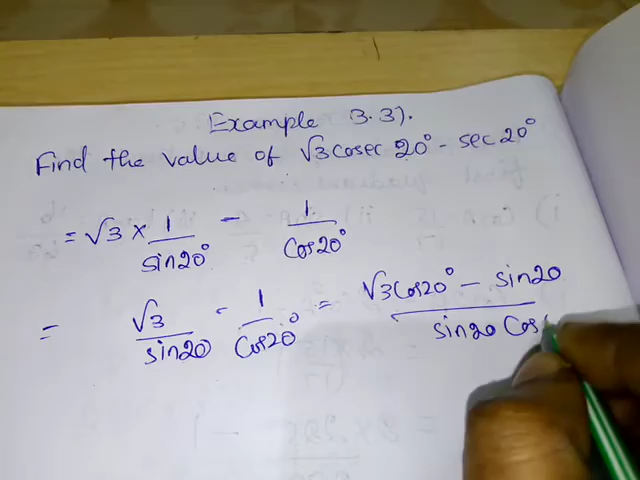 Example 3.31.
Find the value of √3 cosec 20° - sec 20°
= √3 × 1/sin20° - 1/cos20°
= √3/sin20 - 1/cos20° = √3cos20° - sin20/sin20 cos